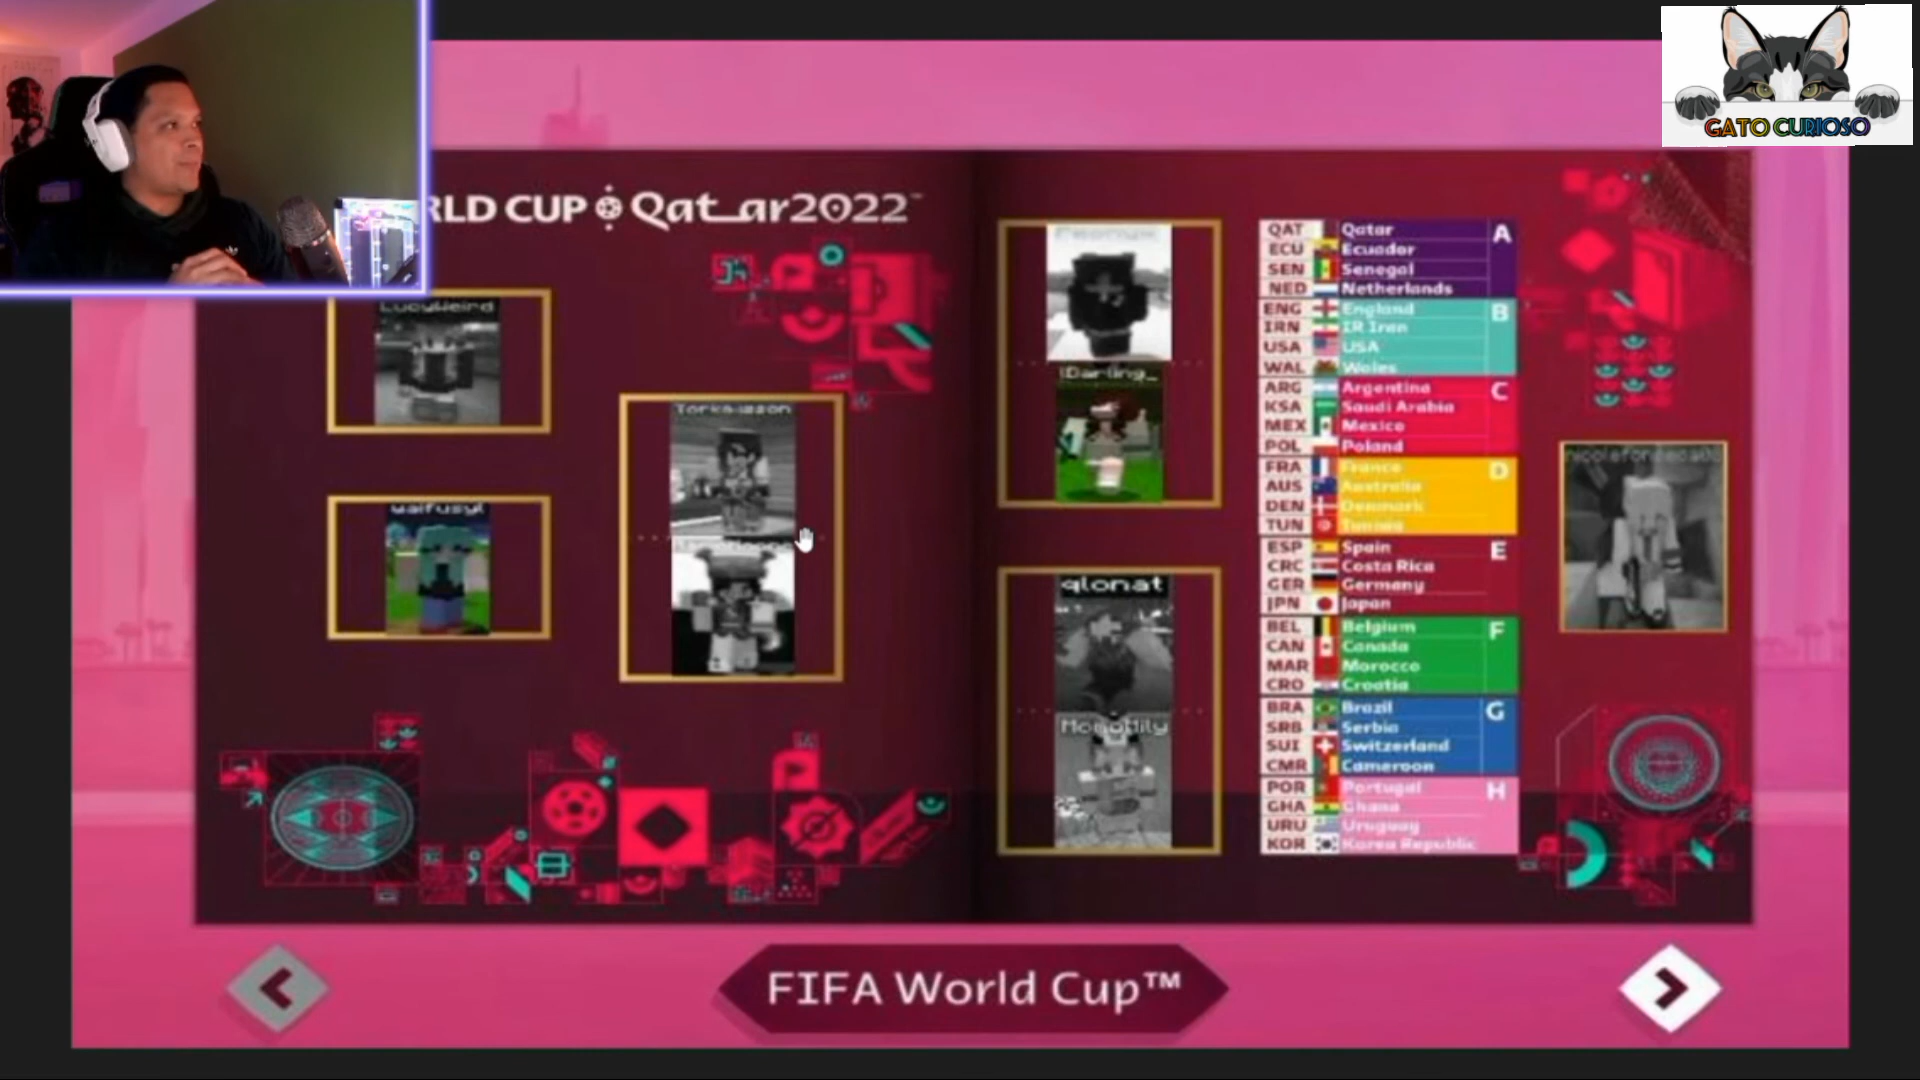 GATO CURIOSO
RLD CUP Qatar2022™
LucyWeird
QAT Qatar A
ECU Ecuador
SEN Senegal
NED Netherlands
ENG England B
IRN IR Iran
USA USA
WAL Wales
ARG Argentina C
KSA Saudi Arabia
MEX Mexico
POL Poland
FRA France D
AUS Australia
DEN Denmark
TUN Tunisia
ESP Spain E
CRC Costa Rica
GER Germany
JPN Japan
BEL Belgium F
CAN Canada
MAR Morocco
CRO Croatia
BRA Brazil G
SRB Serbia
SUI Switzerland
CMR Cameroon
POR Portugal H
GHA Ghana
URU Uruguay
KOR Korea Republic
IDarling_
qlonat
FIFA World Cup™